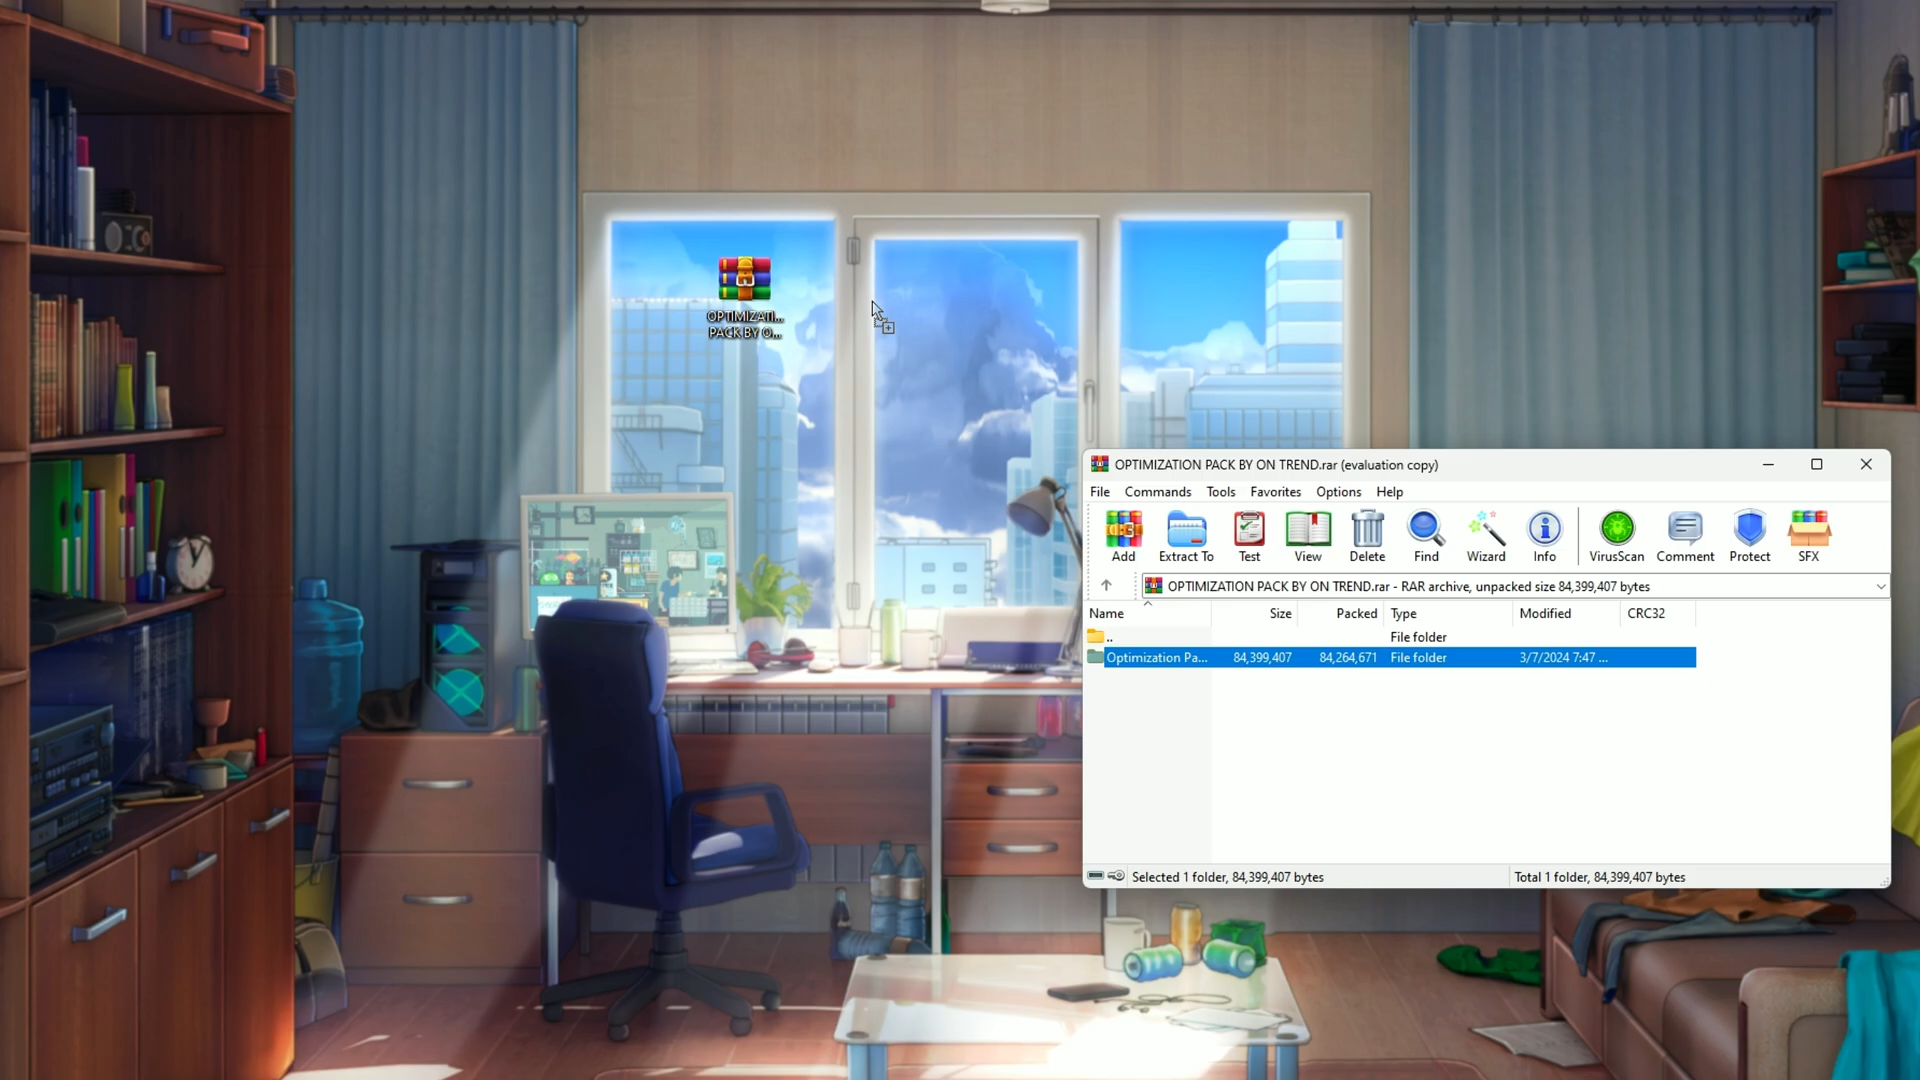 OPTIMIZATI...
PACK BY O...
OPTIMIZATION PACK BY ON TREND.rar (evaluation copy)
File Commands Tools Favorites Options Help
Add Extract To Test View Delete Find Wizard Info VirusScan Comment Protect SFX
OPTIMIZATION PACK BY ON TREND.rar - RAR archive, unpacked size 84,399,407 bytes
Name Size Packed Type Modified CRC32
.. File folder
Optimization Pa... 84,399,407 84,264,671 File folder 3/7/2024 7:47 ...
Selected 1 folder, 84,399,407 bytes Total 1 folder, 84,399,407 bytes